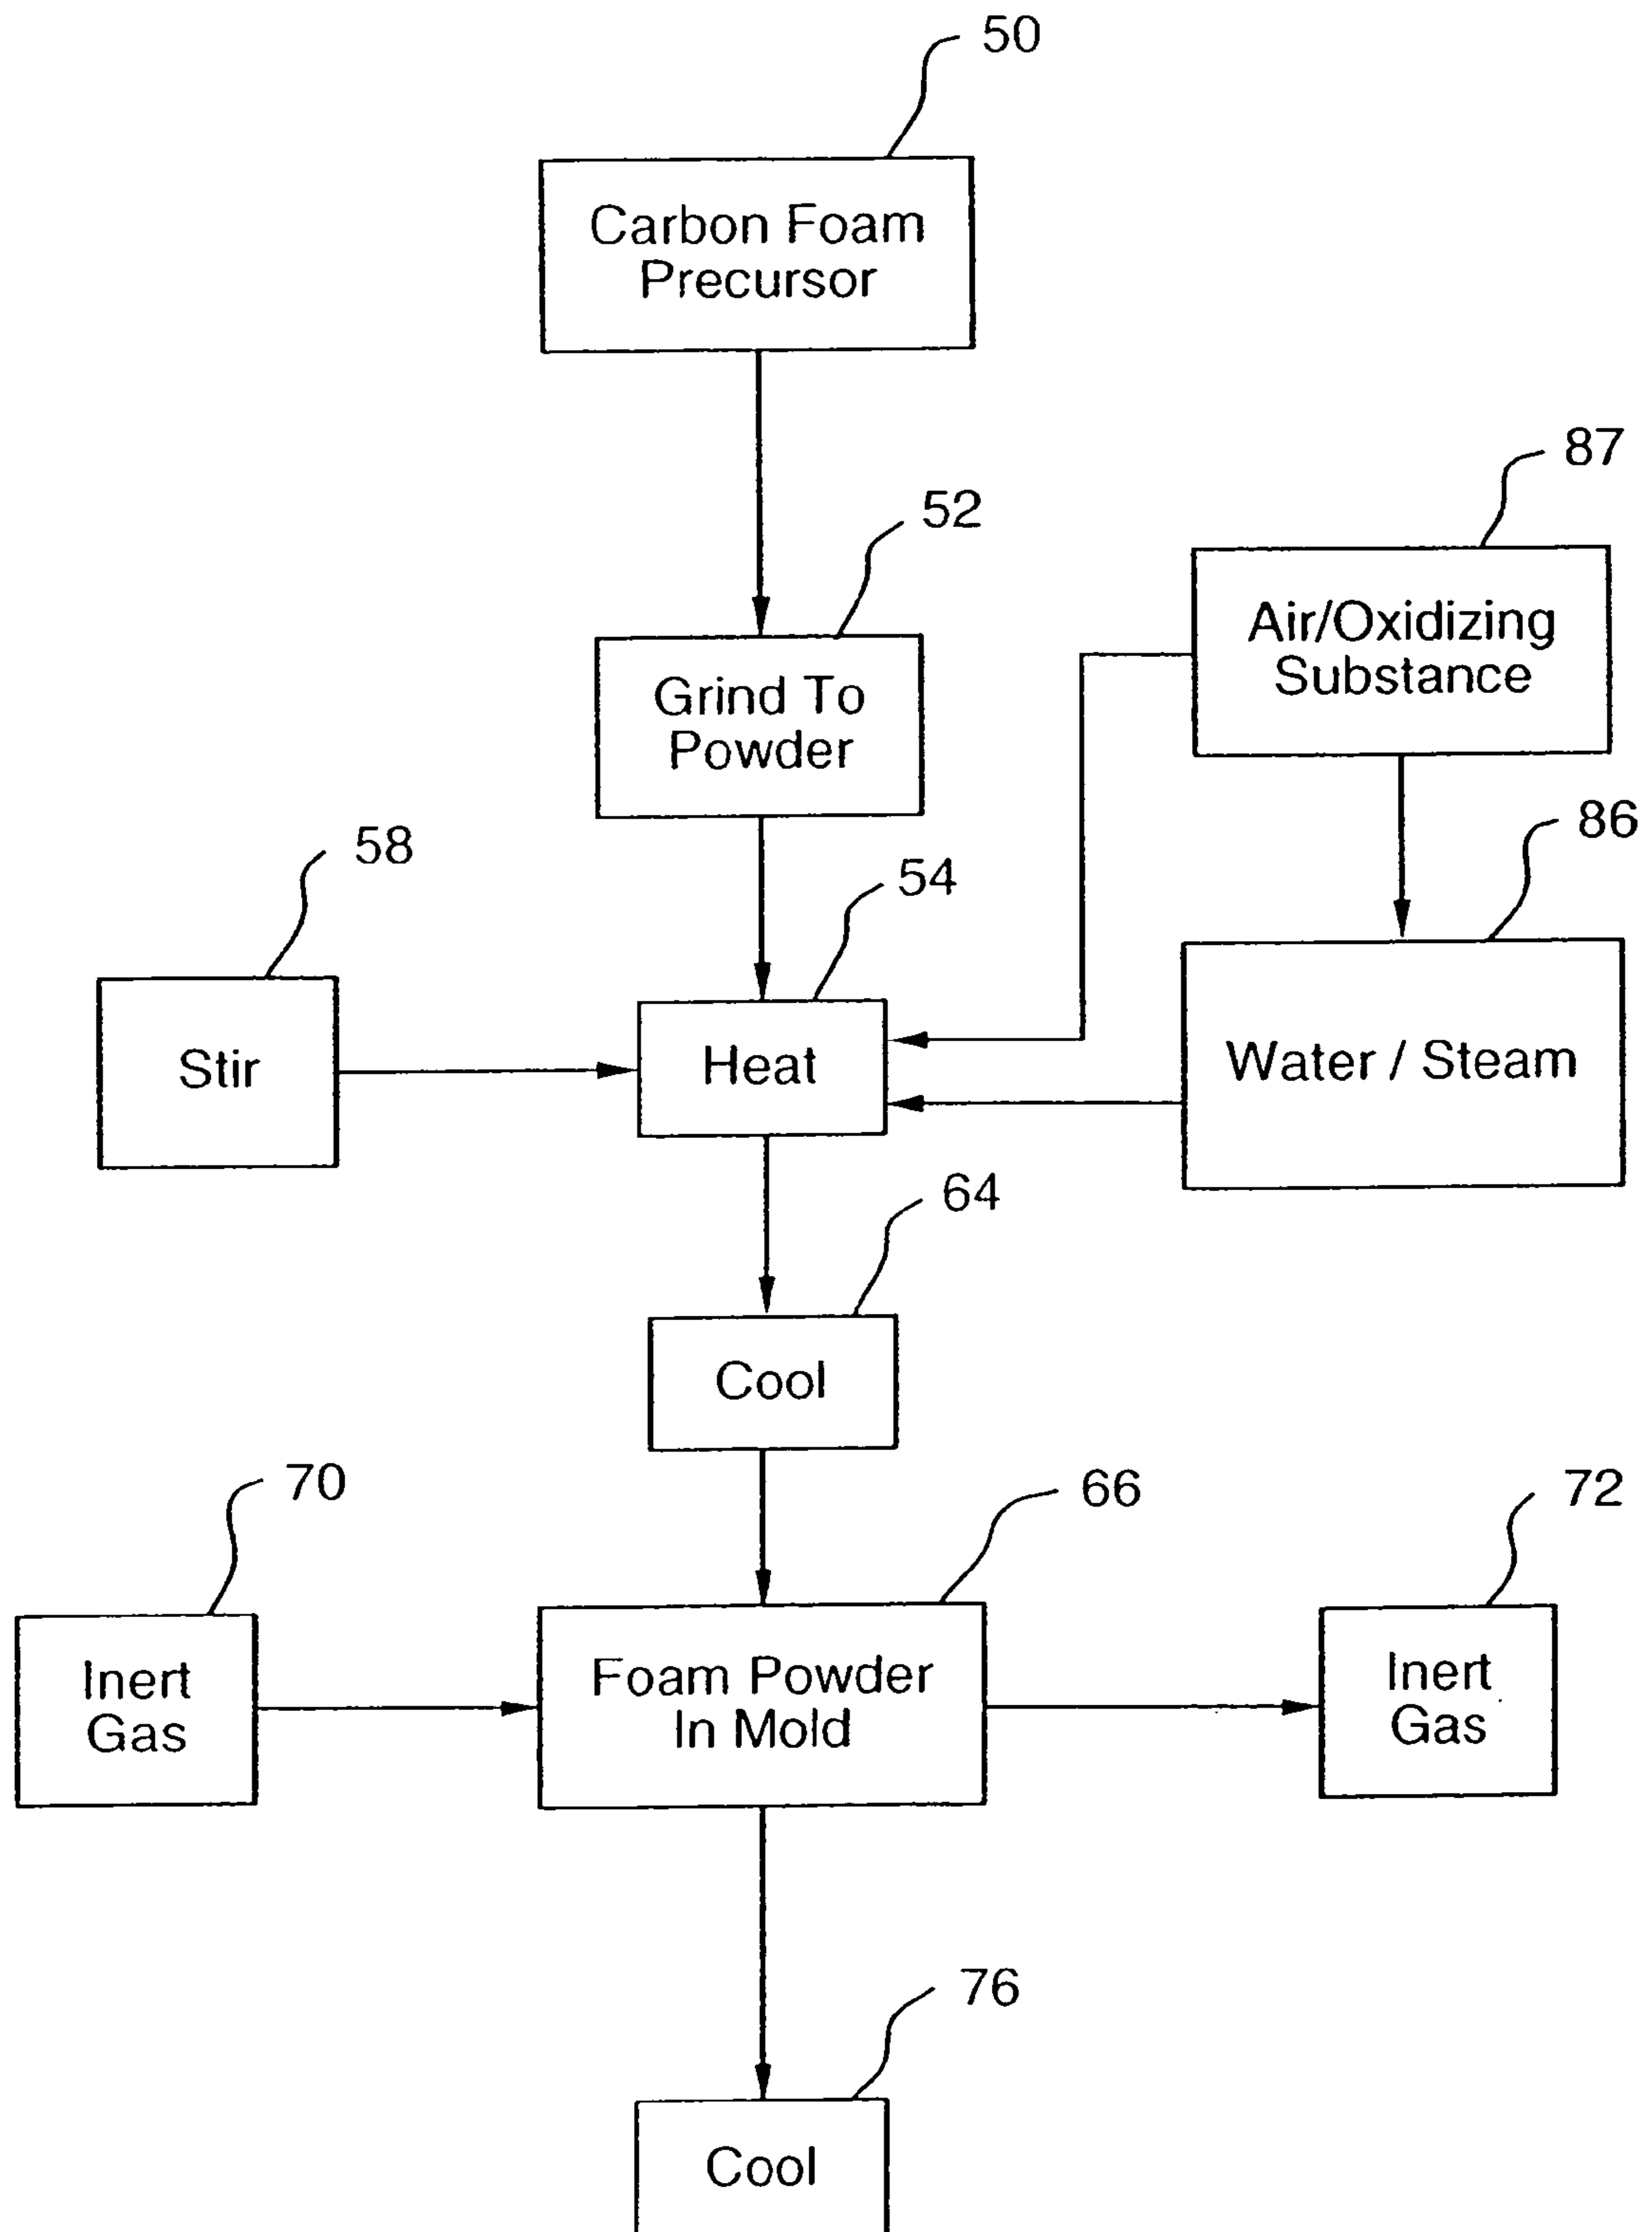 50
Carbon Foam
Precursor
87
52
Air/Oxidizing
Substance
Grind To
Powder
86
58
54
Stir
Heat
Water / Steam
64
Cool
70
66
72
Inert
Gas
Foam Powder
In Mold
Inert
Gas
76
Cool